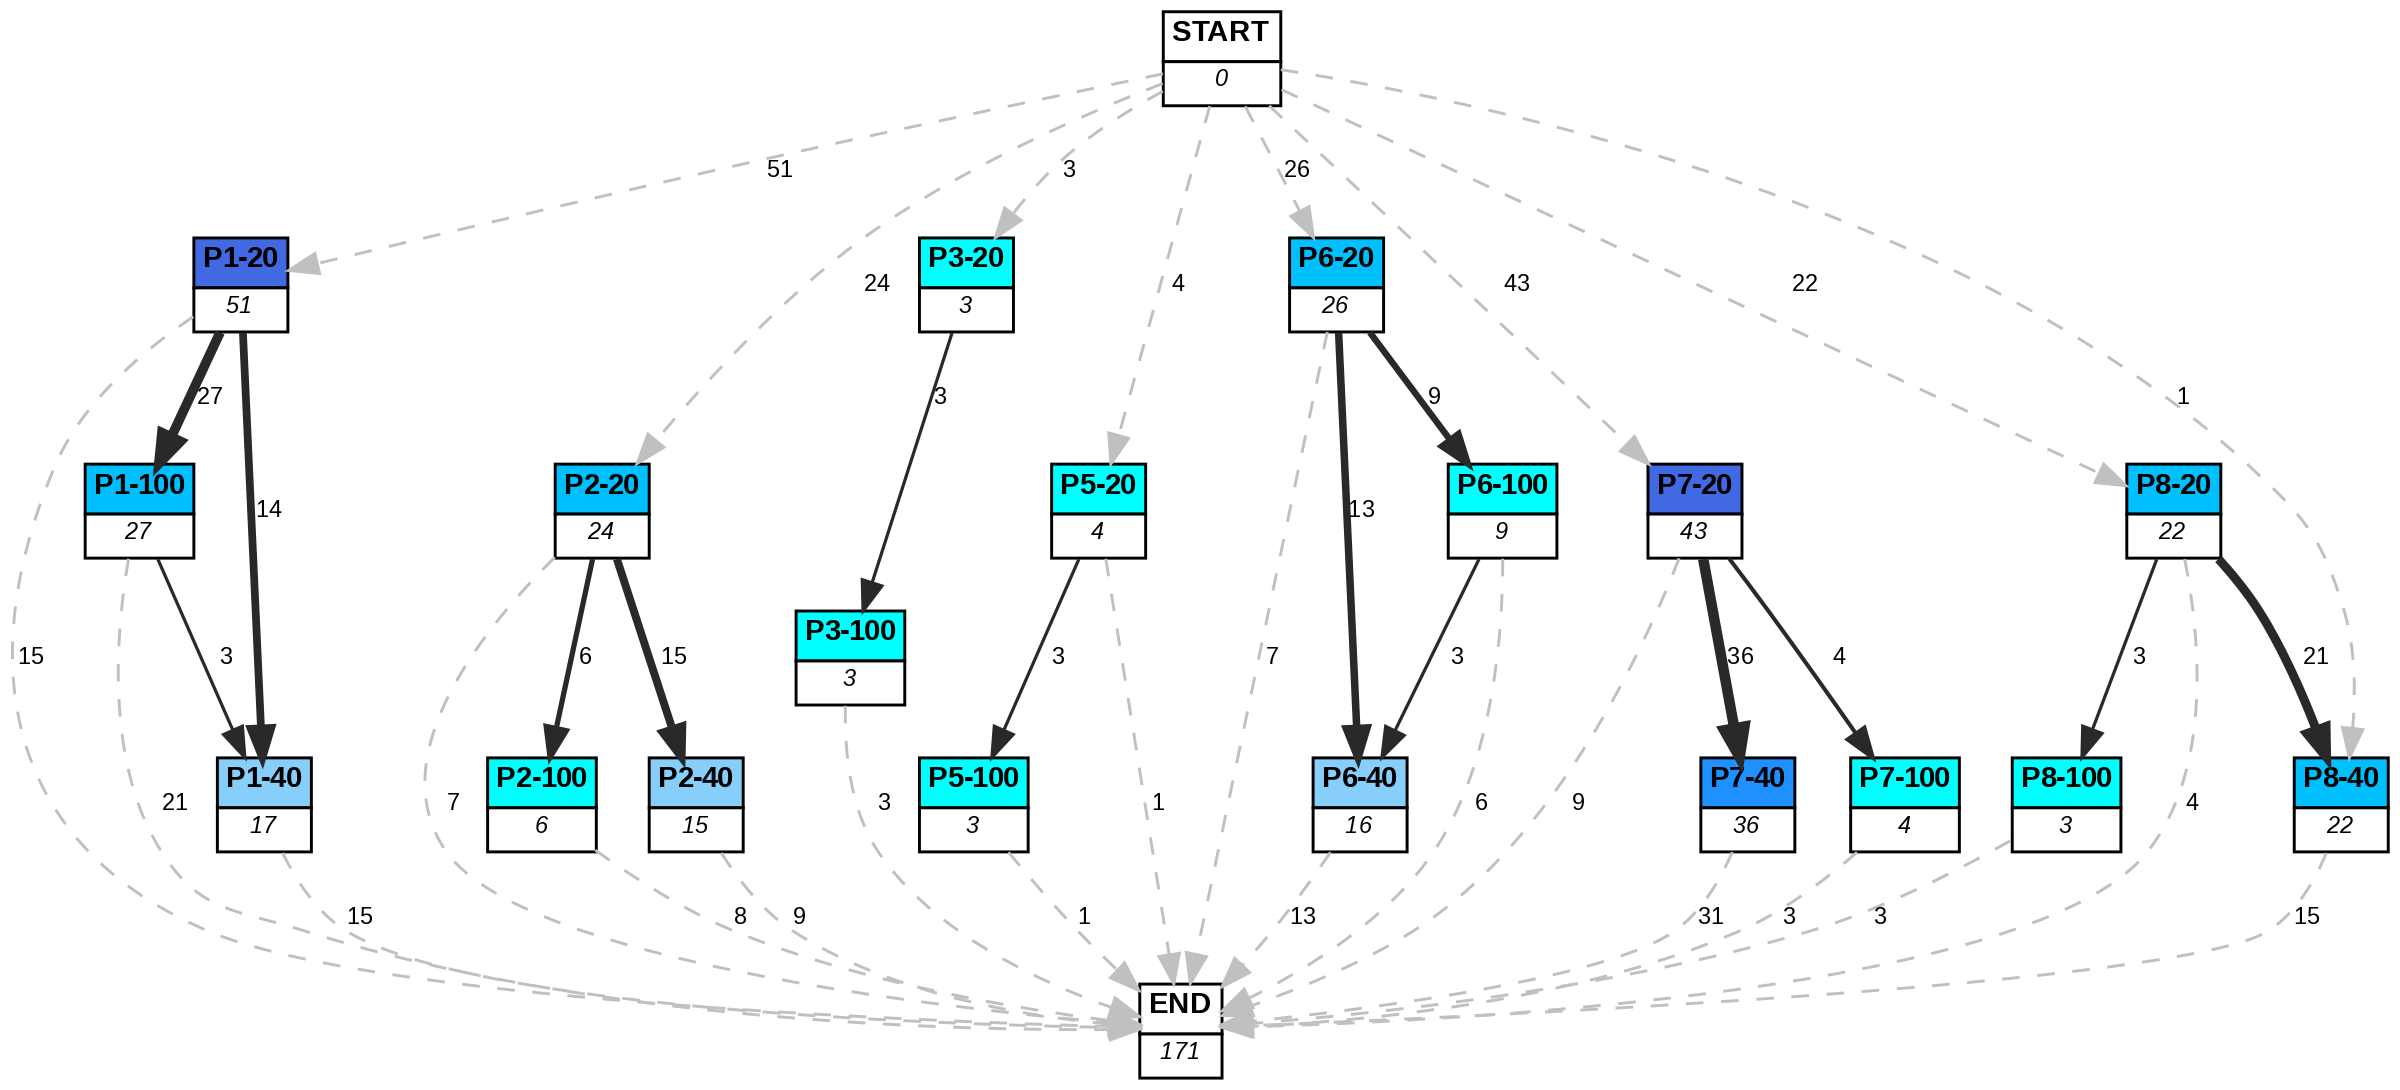 START
0
51
3
26
P1-20
51
P3-20
3
P6-20
26
24
4
43
22
27
3
9
1
P1-100
27
P2-20
24
P5-20
4
P6-100
9
P7-20
43
P8-20
22
14
13
P3-100
3
15
3
6
15
3
7
3
36
4
3
21
P1-40
17
P2-100
6
P2-40
15
P5-100
3
P6-40
16
P7-40
36
P7-100
4
P8-100
3
P8-40
22
21
7
3
1
6
9
4
15
8
9
1
13
31
3
3
15
END
171